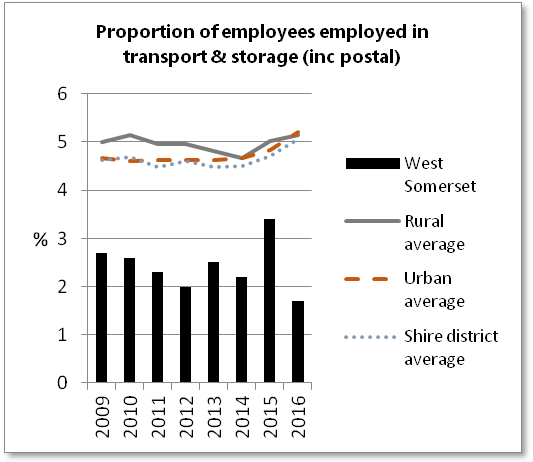 Proportion of employees employed in
transport & storage (inc postal)
6
5
4
3
2
1
0
%
2009
2010
2011
2012
2013
2014
2015
2016
West
Somerset
Rural
average
Urban
average
Shire district
average